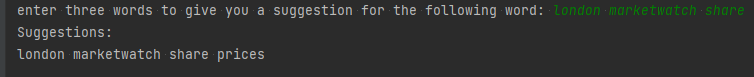 enter three words to give you a suggestion for the following word: london marketwatch share
Suggestions:
london marketwatch share prices